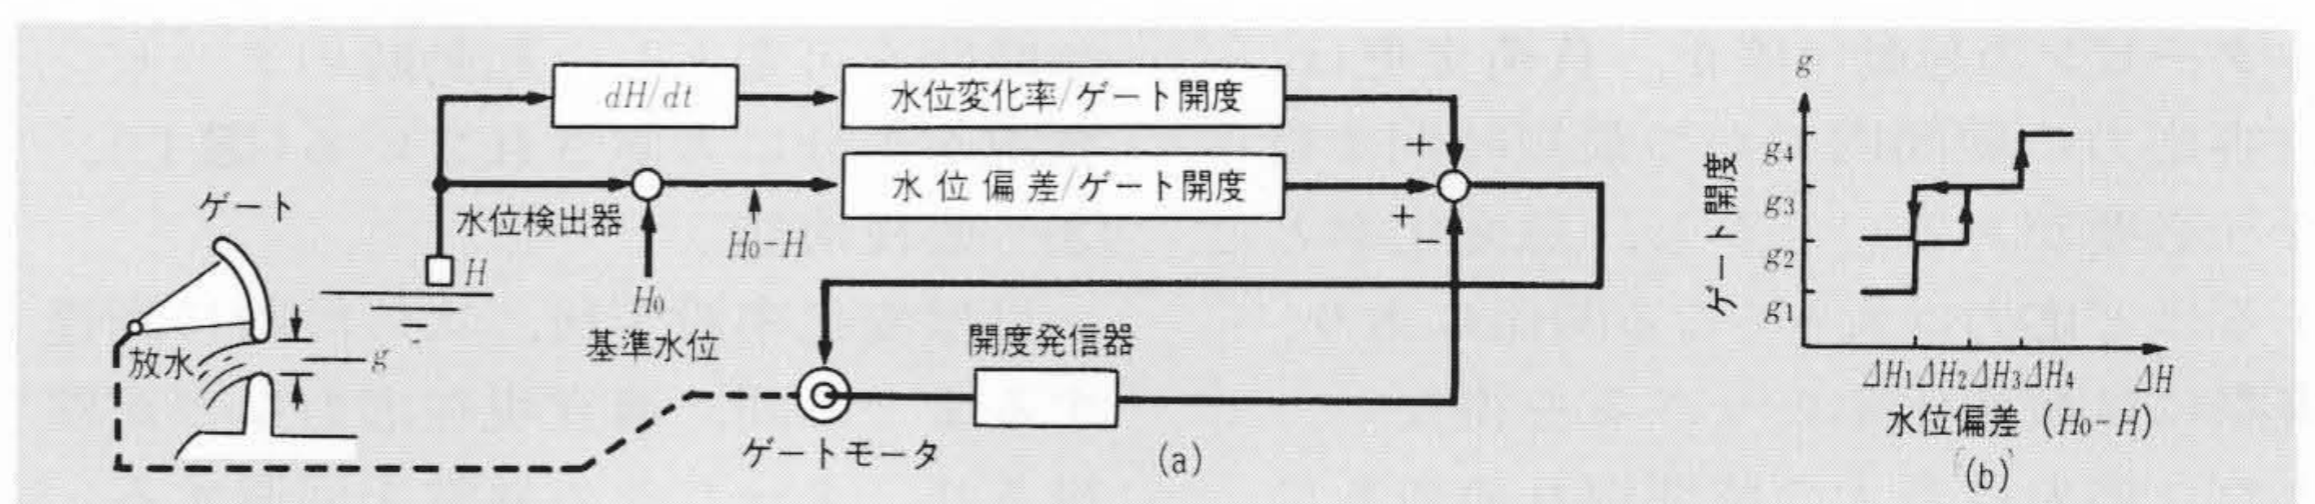 dH/dt
水位変化率/ゲート開度
水位偏差/ゲート開度
+
+
−
ゲート
水位検出器
H
H0
基準水位
H0−H
放水
g
開度発信器
ゲートモータ
(a)
g
ゲート開度
g4
g3
g2
g1
ΔH1 ΔH2 ΔH3 ΔH4 ΔH
水位偏差 (H0−H)
(b)